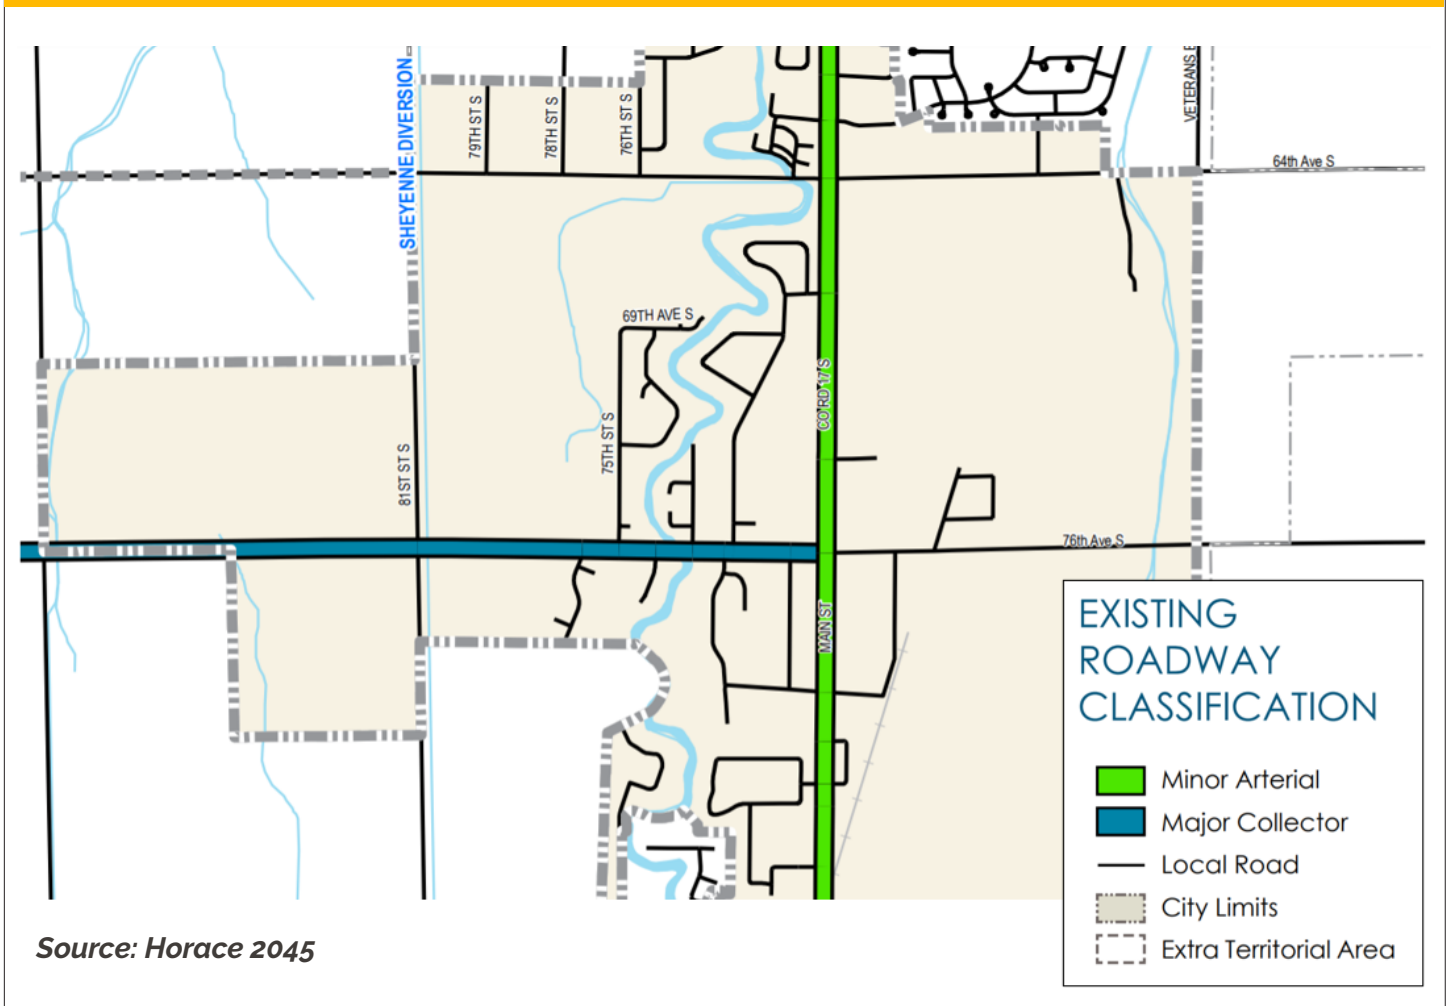 SHEYENNE DIVERSION
79TH ST S
78TH ST S
76TH ST S
64th Ave S
69TH AVE S
CO RD 17 S
75TH ST S
81ST ST S
76th Ave S
MAIN ST
EXISTING
ROADWAY
CLASSIFICATION
Minor Arterial
Major Collector
Local Road
City Limits
Extra Territorial Area
Source: Horace 2045
VETERANS